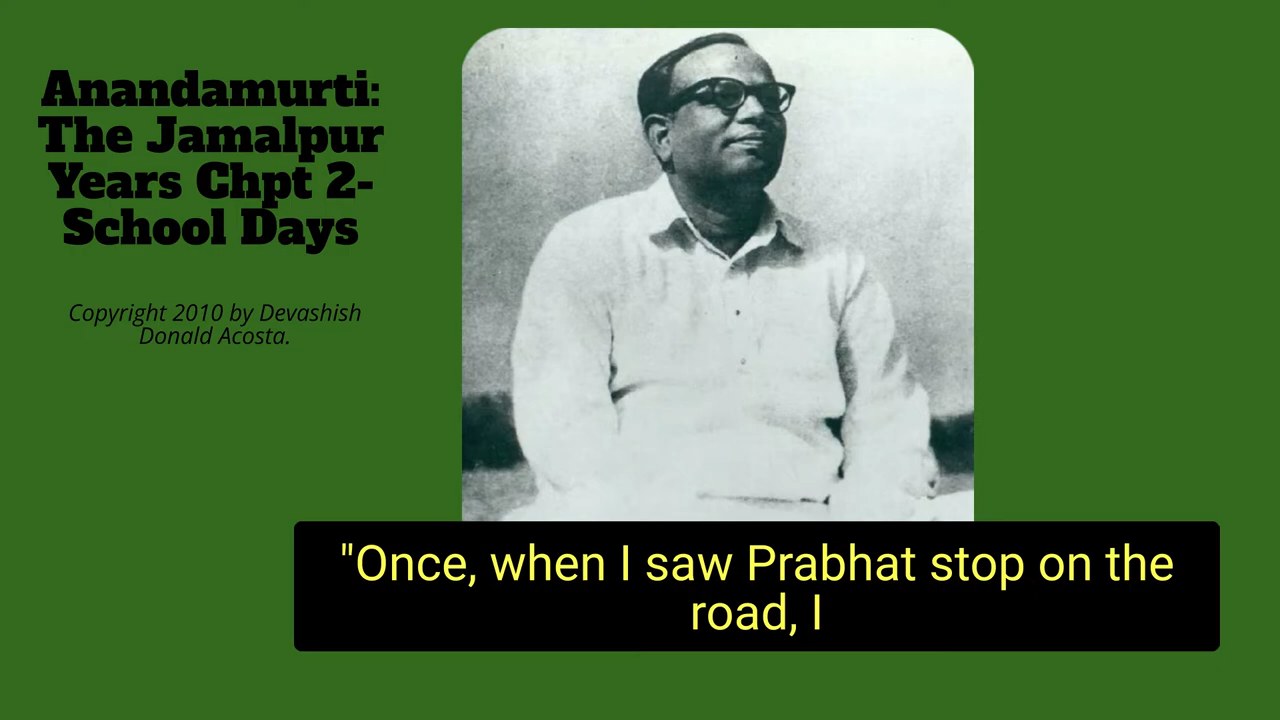 Anandamurti:
The Jamalpur
Years Chpt 2-
School Days
Copyright 2010 by Devashish
Donald Acosta.
"Once, when I saw Prabhat stop on the
road, I